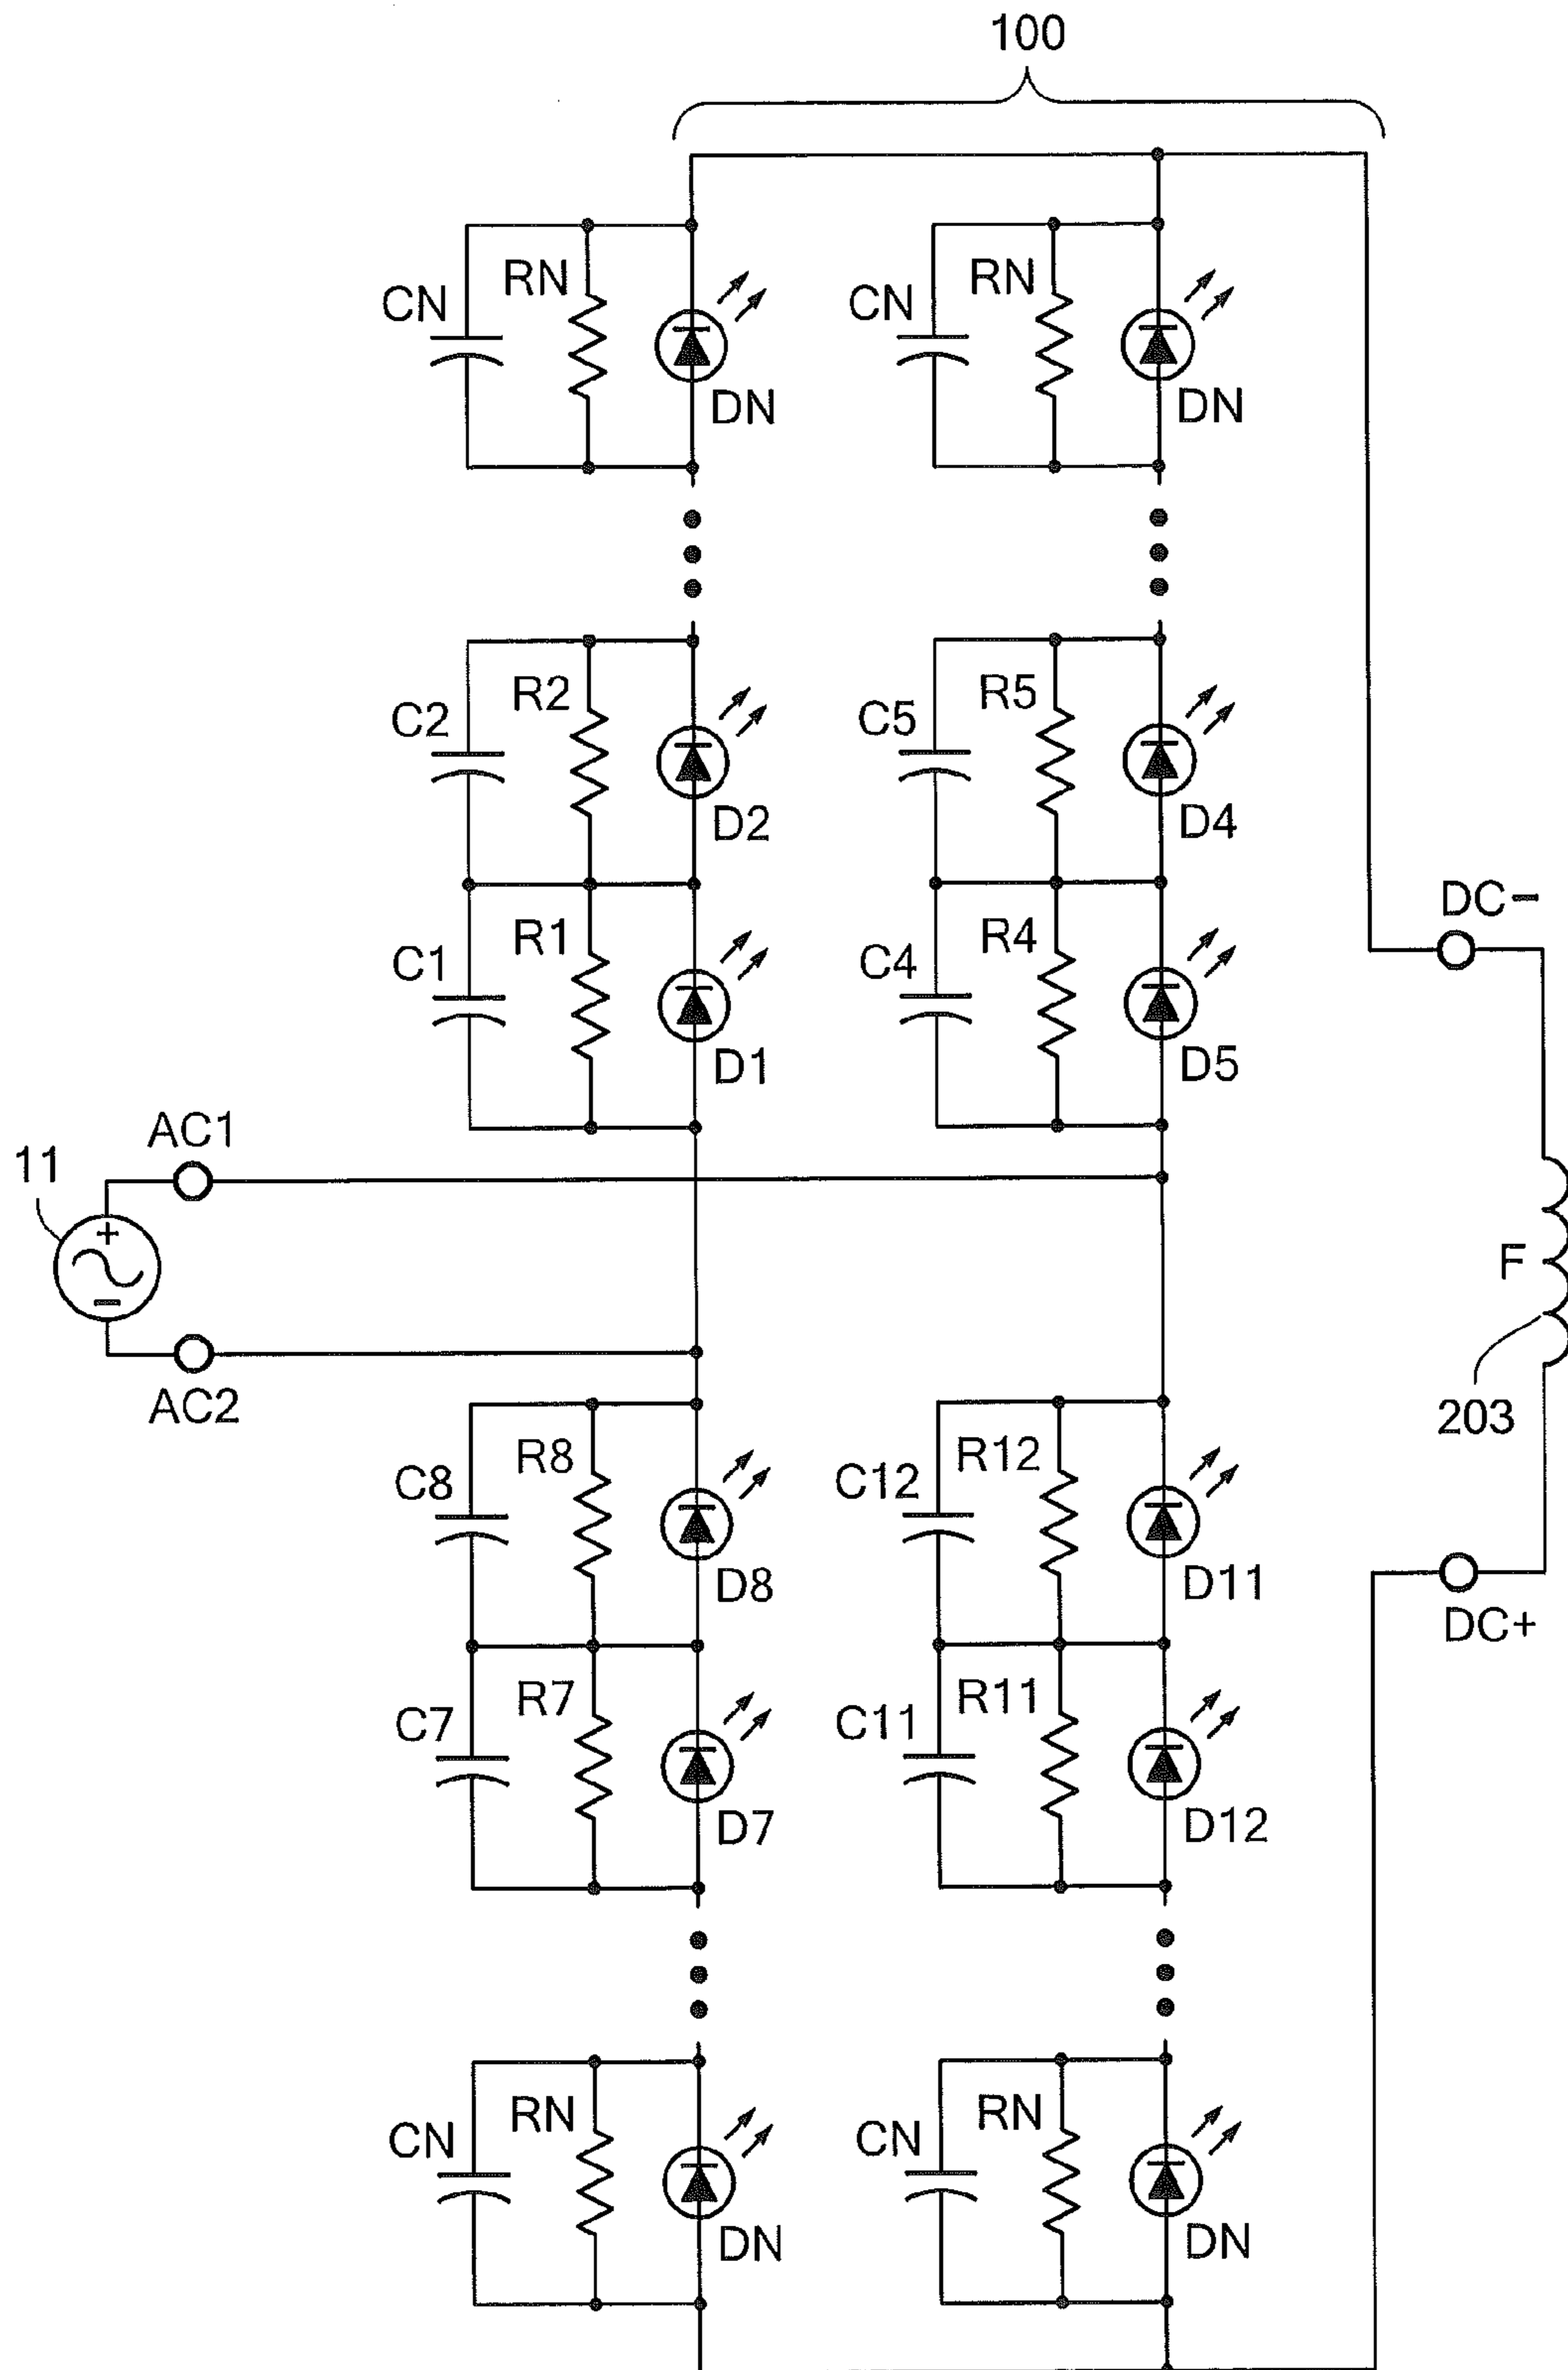 100
RN
CN
DN
RN
CN
DN
R2
C2
D2
R5
C5
D4
R1
C1
D1
R4
C4
D5
DC-
AC1
11
+
-
AC2
F
203
DC+
R8
C8
D8
R12
C12
D11
R7
C7
D7
R11
C11
D12
RN
CN
DN
RN
CN
DN